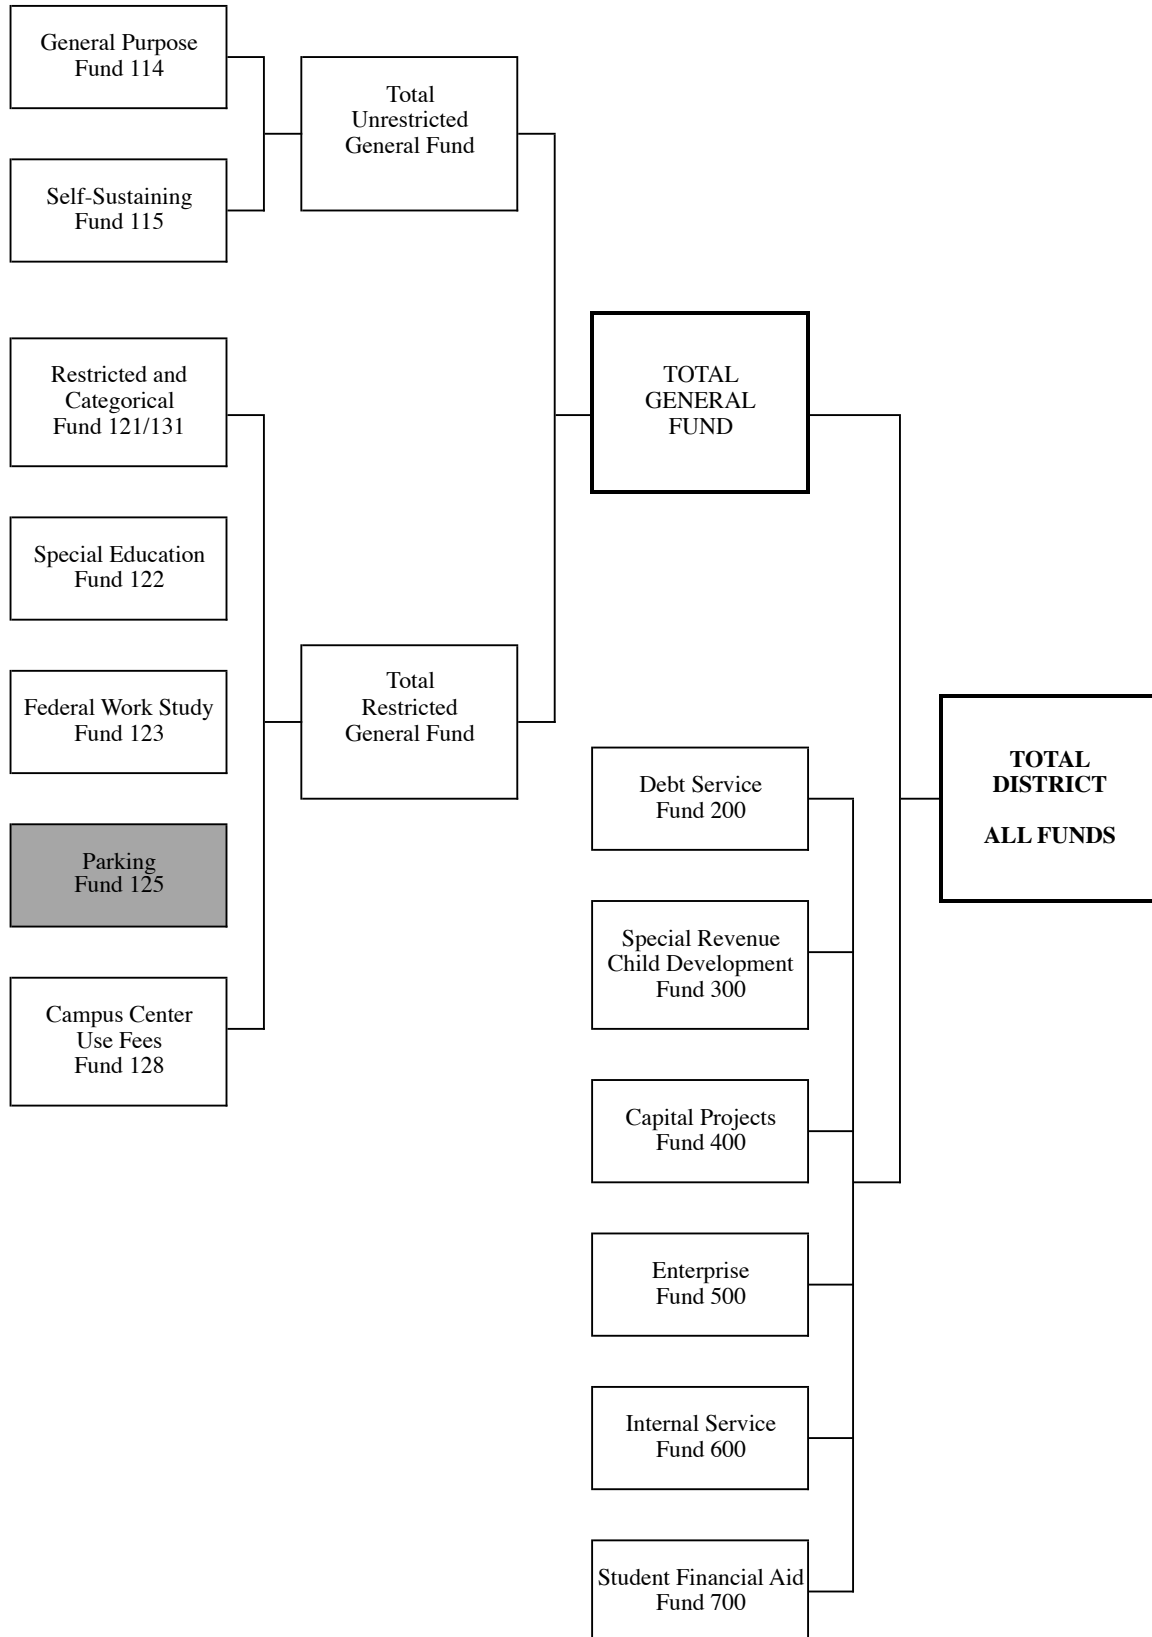 General Purpose
Fund 114
Self-Sustaining
Fund 115
Restricted and
Categorical
Fund 121/131
Special Education
Fund 122
Federal Work Study
Fund 123
Parking
Fund 125
Campus Center
Use Fees
Fund 128
Total
Unrestricted
General Fund
Total
Restricted
General Fund
TOTAL
GENERAL
FUND
Debt Service
Fund 200
Special Revenue
Child Development
Fund 300
Capital Projects
Fund 400
Enterprise
Fund 500
Internal Service
Fund 600
Student Financial Aid
Fund 700
TOTAL
DISTRICT
ALL FUNDS